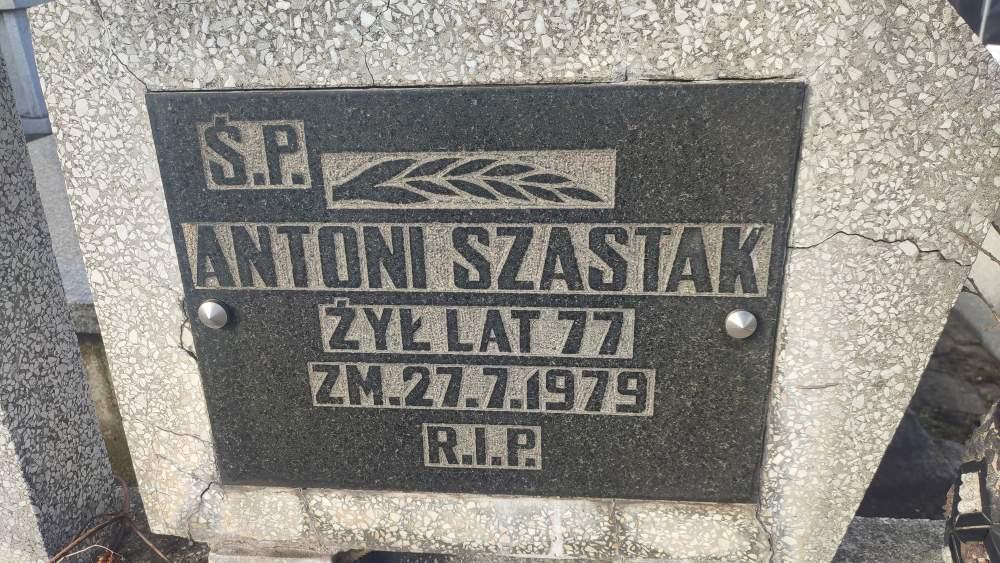 Ś.P.
ANTONI SZASTAK
ŻYŁ LAT 77
ZM.27.7.1979
R.I.P.